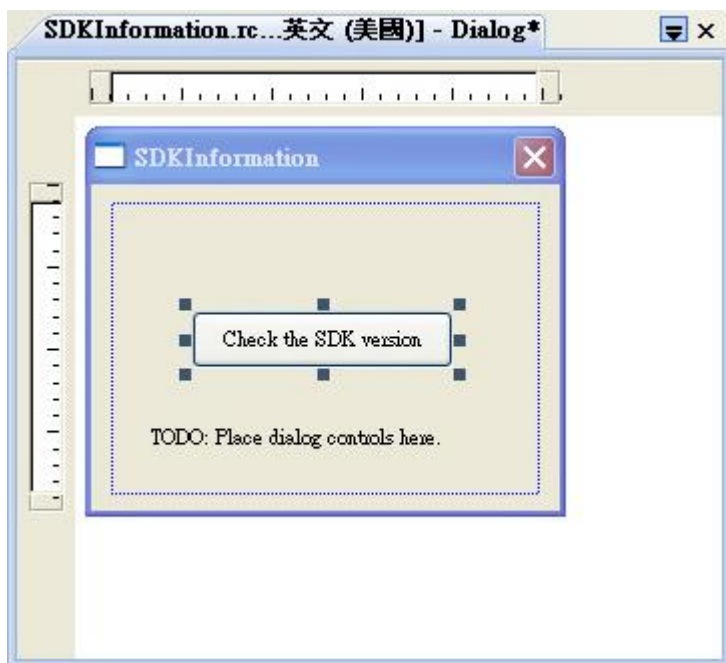 SDKInformation.rc...英文 (美國)] - Dialog*
SDKInformation
Check the SDK version
TODO: Place dialog controls here.